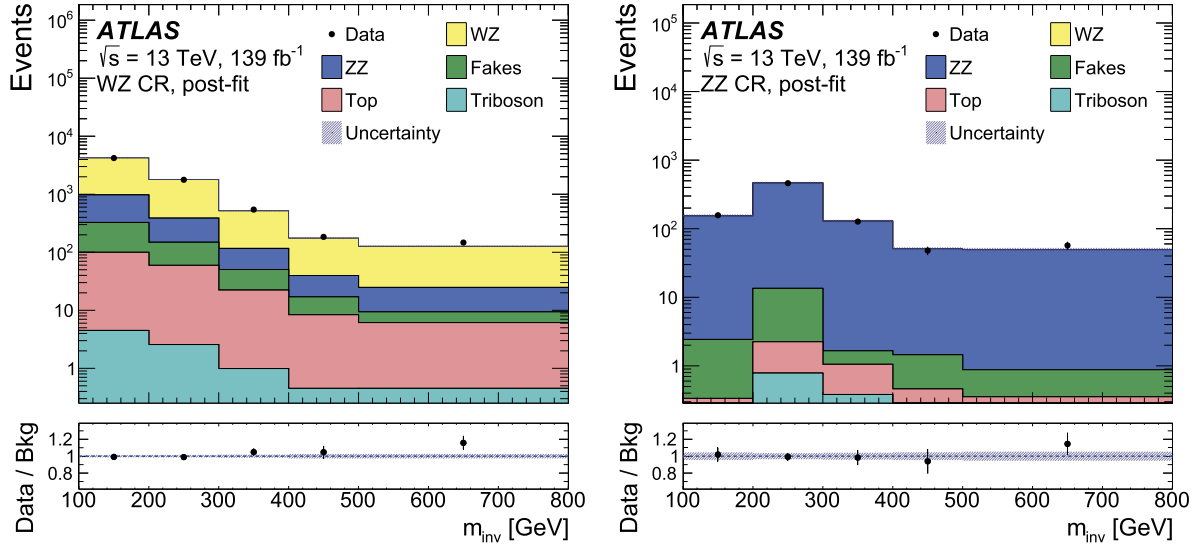 Events
10⁶
10⁵
10⁴
10³
10²
10
1
ATLAS
√s = 13 TeV, 139 fb⁻¹
WZ CR, post-fit
Data
WZ
ZZ
Fakes
Top
Triboson
Uncertainty
Data / Bkg
1.2
1
0.8
100 200 300 400 500 600 700 800
m_inv [GeV]
Events
10⁵
10⁴
10³
10²
10
1
ATLAS
√s = 13 TeV, 139 fb⁻¹
ZZ CR, post-fit
Data
WZ
ZZ
Fakes
Top
Triboson
Uncertainty
Data / Bkg
1.2
1
0.8
100 200 300 400 500 600 700 800
m_inv [GeV]